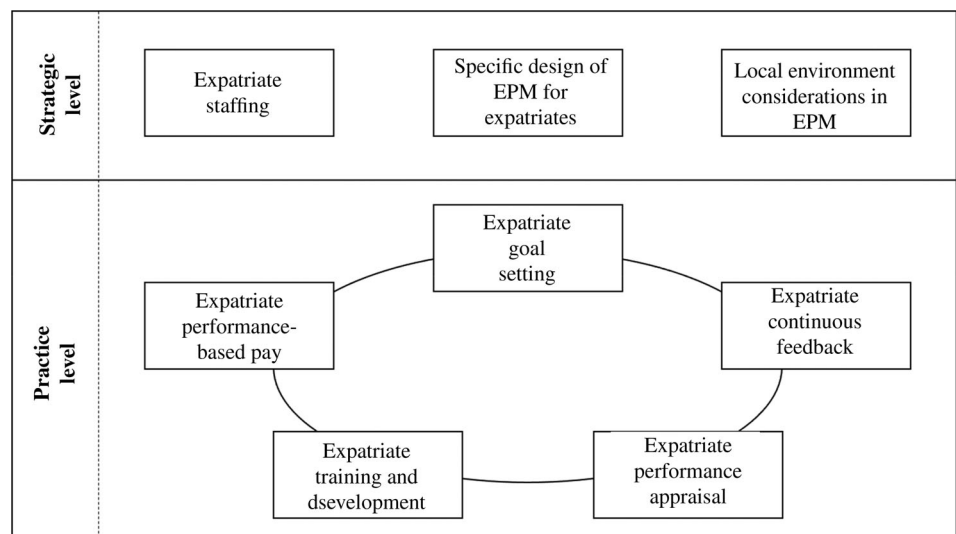 Strategic
level
Expatriate
staffing
Specific design of
EPM for
expatriates
Local environment
considerations in
EPM
Practice
level
Expatriate
goal
setting
Expatriate
performance-
based pay
Expatriate
continuous
feedback
Expatriate
training and
dsevelopment
Expatriate
performance
appraisal